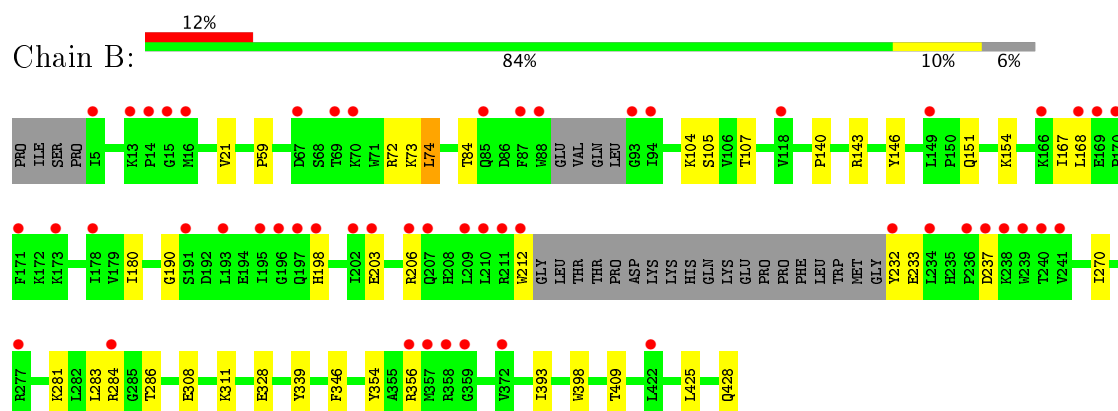 12%
Chain B:
84% 10% 6%
PRO ILE SER PRO I5 K13 P14 G15 M16 V21 P59 D67 S68 T69 K70 W71 R72 K73 L74 T84 Q85 D86 F87 W88 GLU VAL GLN LEU G93 I94 K104 S105 V106 T107 V118 P140 R143 Y146 L149 P150 Q151 K154 K166 I167 L168 E169 P170
F171 K172 K173 I178 V179 I180 G190 S191 D192 L193 E194 I195 G196 Q197 H198 I202 E203 R206 Q207 H208 L209 L210 R211 W212 GLY LEU THR THR PRO ASP LYS LYS HIS GLN LYS GLU PRO PRO PHE LEU TRP MET GLY Y232 E233 L234 H235 P236 D237 K238 W239 T240 V241 I270
R277 K281 L282 L283 R284 G285 T286 E308 K311 E328 Y339 F346 Y354 A355 R356 M357 R358 G359 V372 I393 W398 T409 L422 L425 Q428